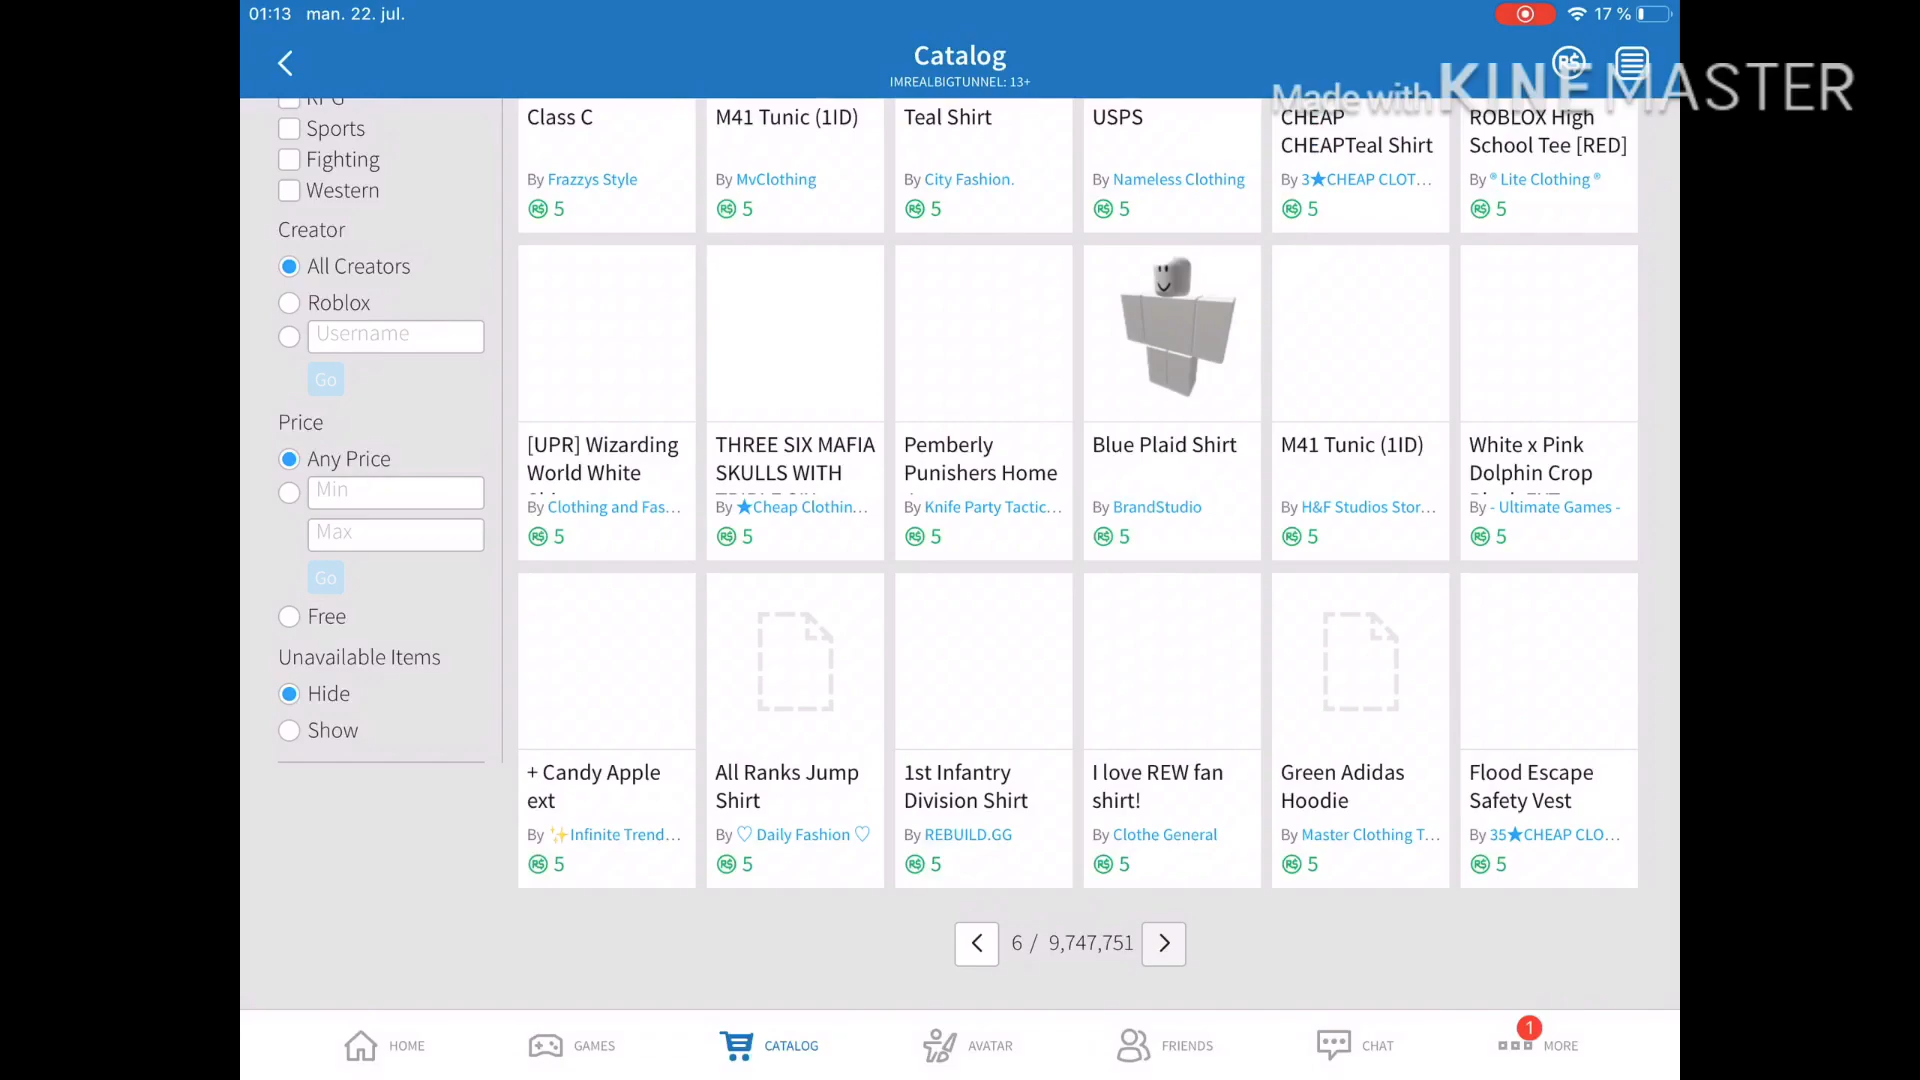 01:13 man. 22. jul.
17 %
Catalog
IMREALBIGTUNNEL: 13+
Made with KINEMASTER
RPG
Sports
Fighting
Western
Creator
All Creators
Roblox
Username
Go
Price
Any Price
Min
Max
Go
Free
Unavailable Items
Hide
Show
Class C
By Frazzys Style
5
M41 Tunic (1ID)
By MvClothing
5
Teal Shirt
By City Fashion.
5
USPS
By Nameless Clothing
5
CHEAP
CHEAPTeal Shirt
By 3★CHEAP CLOT...
5
ROBLOX High
School Tee [RED]
By ® Lite Clothing ®
5
[UPR] Wizarding
World White
By Clothing and Fas...
5
THREE SIX MAFIA
SKULLS WITH
By ★Cheap Clothin...
5
Pemberly
Punishers Home
By Knife Party Tactic...
5
Blue Plaid Shirt
By BrandStudio
5
M41 Tunic (1ID)
By H&F Studios Stor...
5
White x Pink
Dolphin Crop
By - Ultimate Games -
5
+ Candy Apple
ext
By ✨Infinite Trend...
5
All Ranks Jump
Shirt
By ♡ Daily Fashion ♡
5
1st Infantry
Division Shirt
By REBUILD.GG
5
I love REW fan
shirt!
By Clothe General
5
Green Adidas
Hoodie
By Master Clothing T...
5
Flood Escape
Safety Vest
By 35★CHEAP CLO...
5
6 / 9,747,751
HOME
GAMES
CATALOG
AVATAR
FRIENDS
CHAT
1
MORE